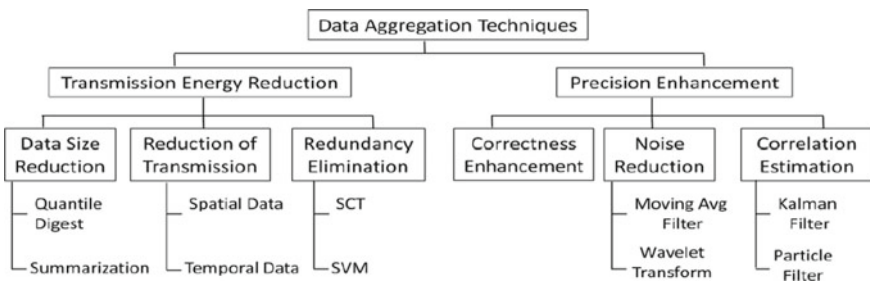 Data Aggregation Techniques
Transmission Energy Reduction
Precision Enhancement
Data Size
Reduction
Reduction of
Transmission
Redundancy
Elimination
Correctness
Enhancement
Noise
Reduction
Correlation
Estimation
Quantile
Digest
Summarization
Spatial Data
Temporal Data
SCT
SVM
Moving Avg
Filter
Wavelet
Transform
Kalman
Filter
Particle
Filter